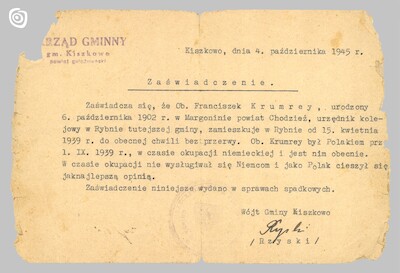 RZĄD GMINNY
gm. Kiszkowo
powiat gnieźnieński
Kiszkowo, dnia 4. października 1945 r.
Zaświadczenie.
Zaświadcza się, że Ob. Franciszek Krumrey, urodzony
6. października 1902 r. w Margoninie powiat Chodzież, urzędnik kole-
jowy w Rybnie tutejszej gminy, zamieszkuje w Rybnie od 15. kwietnia
1939 r. do obecnej chwili bez przerwy. Ob. Krumrey był Polakiem prz
1. IX. 1939 r., w czasie okupacji niemieckiej i jest nim obecnie.
W czasie okupacji nie wysługiwał się Niemcom i jako Polak cieszył się
jaknajlepszą opinią.
Zaświadczenie niniejsze wydano w sprawach spadkowych.
Wójt Gminy Kiszkowo
Rzyski
/Rzyski/